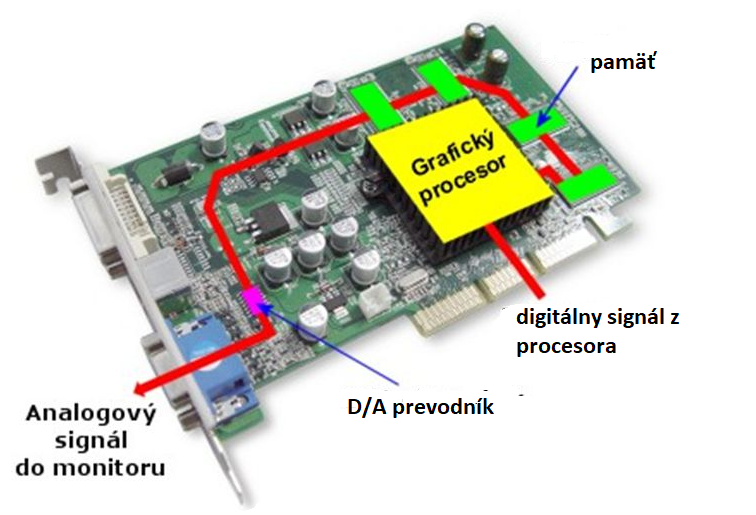 pamäť
Grafický
procesor
digitálny signál z
procesora
D/A prevodník
Analogový
signál
do monitoru